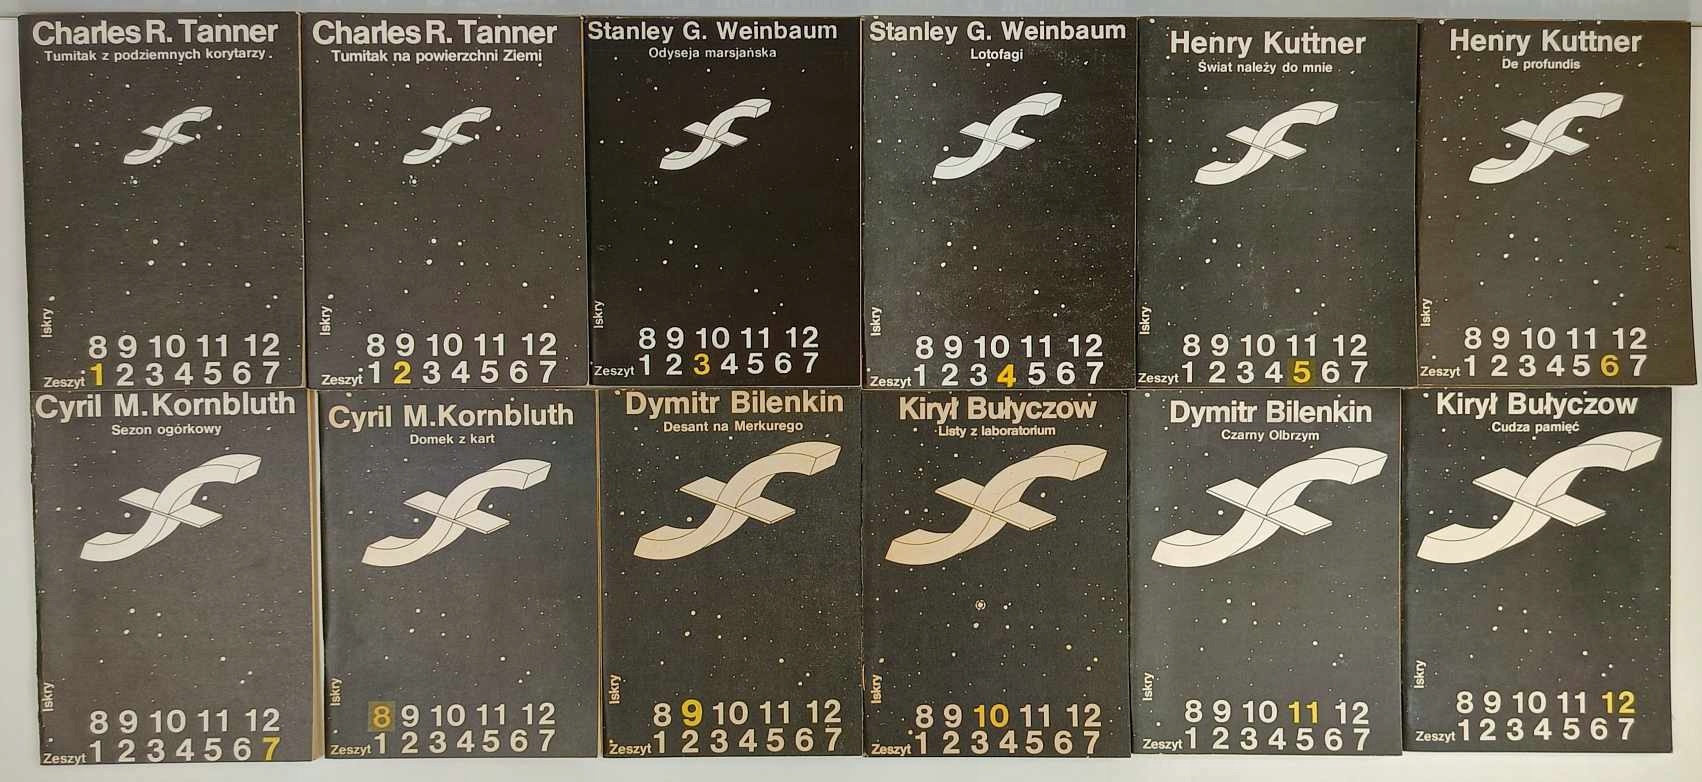 Charles R. Tanner
Tumitak z podziemnych korytarzy
Iskry
8 9 10 11 12
Zeszyt 1 2 3 4 5 6 7
Charles R. Tanner
Tumitak na powierzchni Ziemi
Iskry
8 9 10 11 12
Zeszyt 1 2 3 4 5 6 7
Stanley G. Weinbaum
Odyseja marsjańska
Iskry
8 9 10 11 12
1 2 3 4 5 6 7
Stanley G. Weinbaum
Lotofagi
Iskry
8 9 10 11 12
Zeszyt 1 2 3 4 5 6 7
Henry Kuttner
Świat należy do mnie
Iskry
8 9 10 11 12
Zeszyt 1 2 3 4 5 6 7
Henry Kuttner
De profundis
Iskry
8 9 10 11 12
Zeszyt 1 2 3 4 5 6 7
Cyril M. Kornbluth
Sezon ogórkowy
Iskry
8 9 10 11 12
Zeszyt 1 2 3 4 5 6 7
Cyril M. Kornbluth
Domek z kart
Iskry
8 9 10 11 12
Zeszyt 1 2 3 4 5 6 7
Dymitr Bilenkin
Desant na Merkurego
Iskry
8 9 10 11 12
Zeszyt 1 2 3 4 5 6 7
Kirył Bułyczow
Listy z laboratorium
Iskry
8 9 10 11 12
Zeszyt 1 2 3 4 5 6 7
Dymitr Bilenkin
Czarny Olbrzym
Iskry
8 9 10 11 12
Zeszyt 1 2 3 4 5 6 7
Kirył Bułyczow
Cudza pamięć
Iskry
8 9 10 11 12
Zeszyt 1 2 3 4 5 6 7